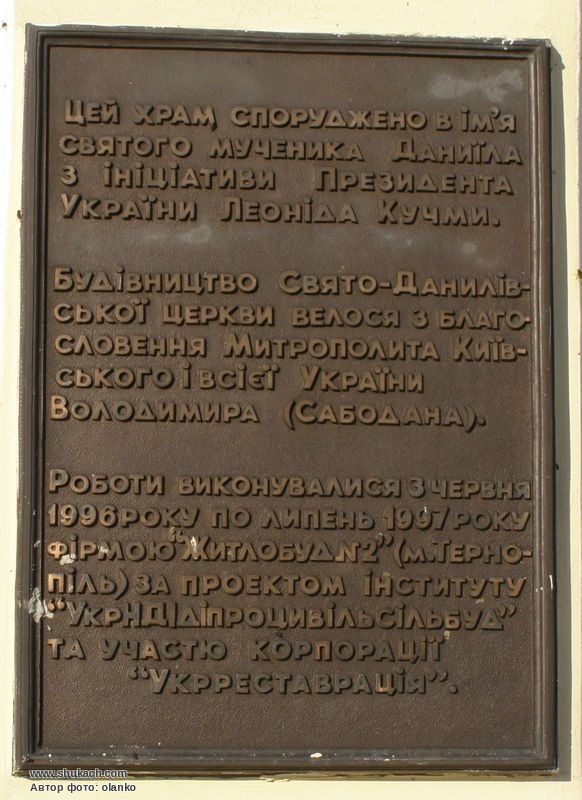 Цей храм споруджено в ім'я
святого мученика Даниїла
з ініціативи Президента
України Леоніда Кучми.
Будівництво Свято-Данилів-
ської церкви велося з благо-
словення Митрополита Київ-
ського і всієї України
Володимира (Сабодана).
Роботи виконувалися з червня
1996 року по липень 1997 року
фірмою "Житлобуд №2" (м. Терно-
піль) за проектом інституту
"УкрНДІдіпроцивільсільбуд"
та участю корпорації
"Укрреставрація".
www.shukach.com
Автор фото: olanko